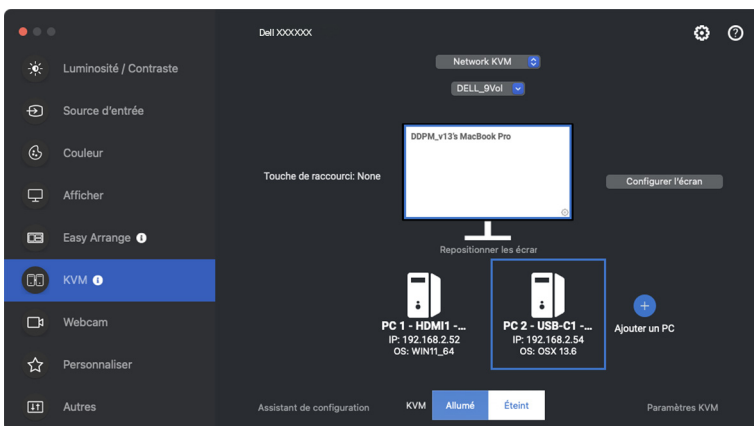 Dell XXXXXX
Luminosité / Contraste
Source d'entrée
Couleur
Afficher
Easy Arrange
KVM
Webcam
Personnaliser
Autres
Network KVM
DELL_9Vol
DDPM_v13's MacBook Pro
Touche de raccourci: None
Configurer l'écran
Repositionner les écrar
PC 1 - HDMI1 -...
IP: 192.168.2.52
OS: WIN11_64
PC 2 - USB-C1 -...
IP: 192.168.2.54
OS: OSX 13.6
Ajouter un PC
Assistant de configuration
KVM
Allumé
Éteint
Paramètres KVM